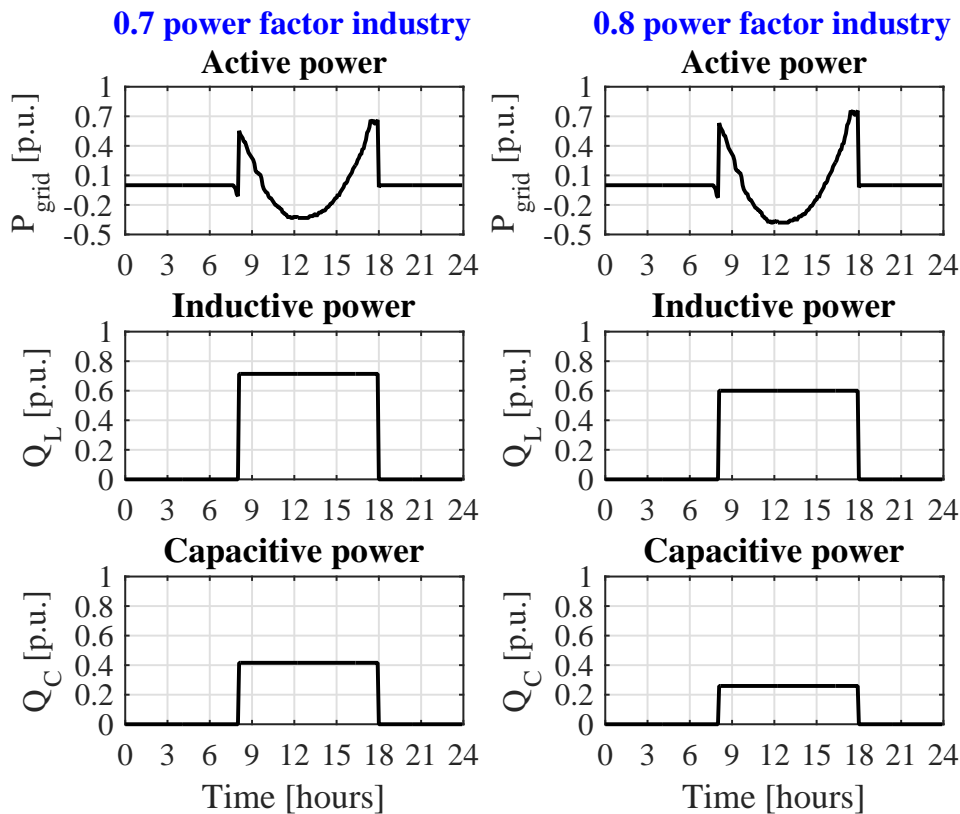 0.7 power factor industry
Active power
P_grid [p.u.]
1
0.7
0.4
0.1
-0.2
-0.5
0 3 6 9 12 15 18 21 24
Inductive power
Q_L [p.u.]
1
0.8
0.6
0.4
0.2
0
0 3 6 9 12 15 18 21 24
Capacitive power
Q_C [p.u.]
1
0.8
0.6
0.4
0.2
0
0 3 6 9 12 15 18 21 24
Time [hours]
0.8 power factor industry
Active power
P_grid [p.u.]
1
0.7
0.4
0.1
-0.2
-0.5
0 3 6 9 12 15 18 21 24
Inductive power
Q_L [p.u.]
1
0.8
0.6
0.4
0.2
0
0 3 6 9 12 15 18 21 24
Capacitive power
Q_C [p.u.]
1
0.8
0.6
0.4
0.2
0
0 3 6 9 12 15 18 21 24
Time [hours]